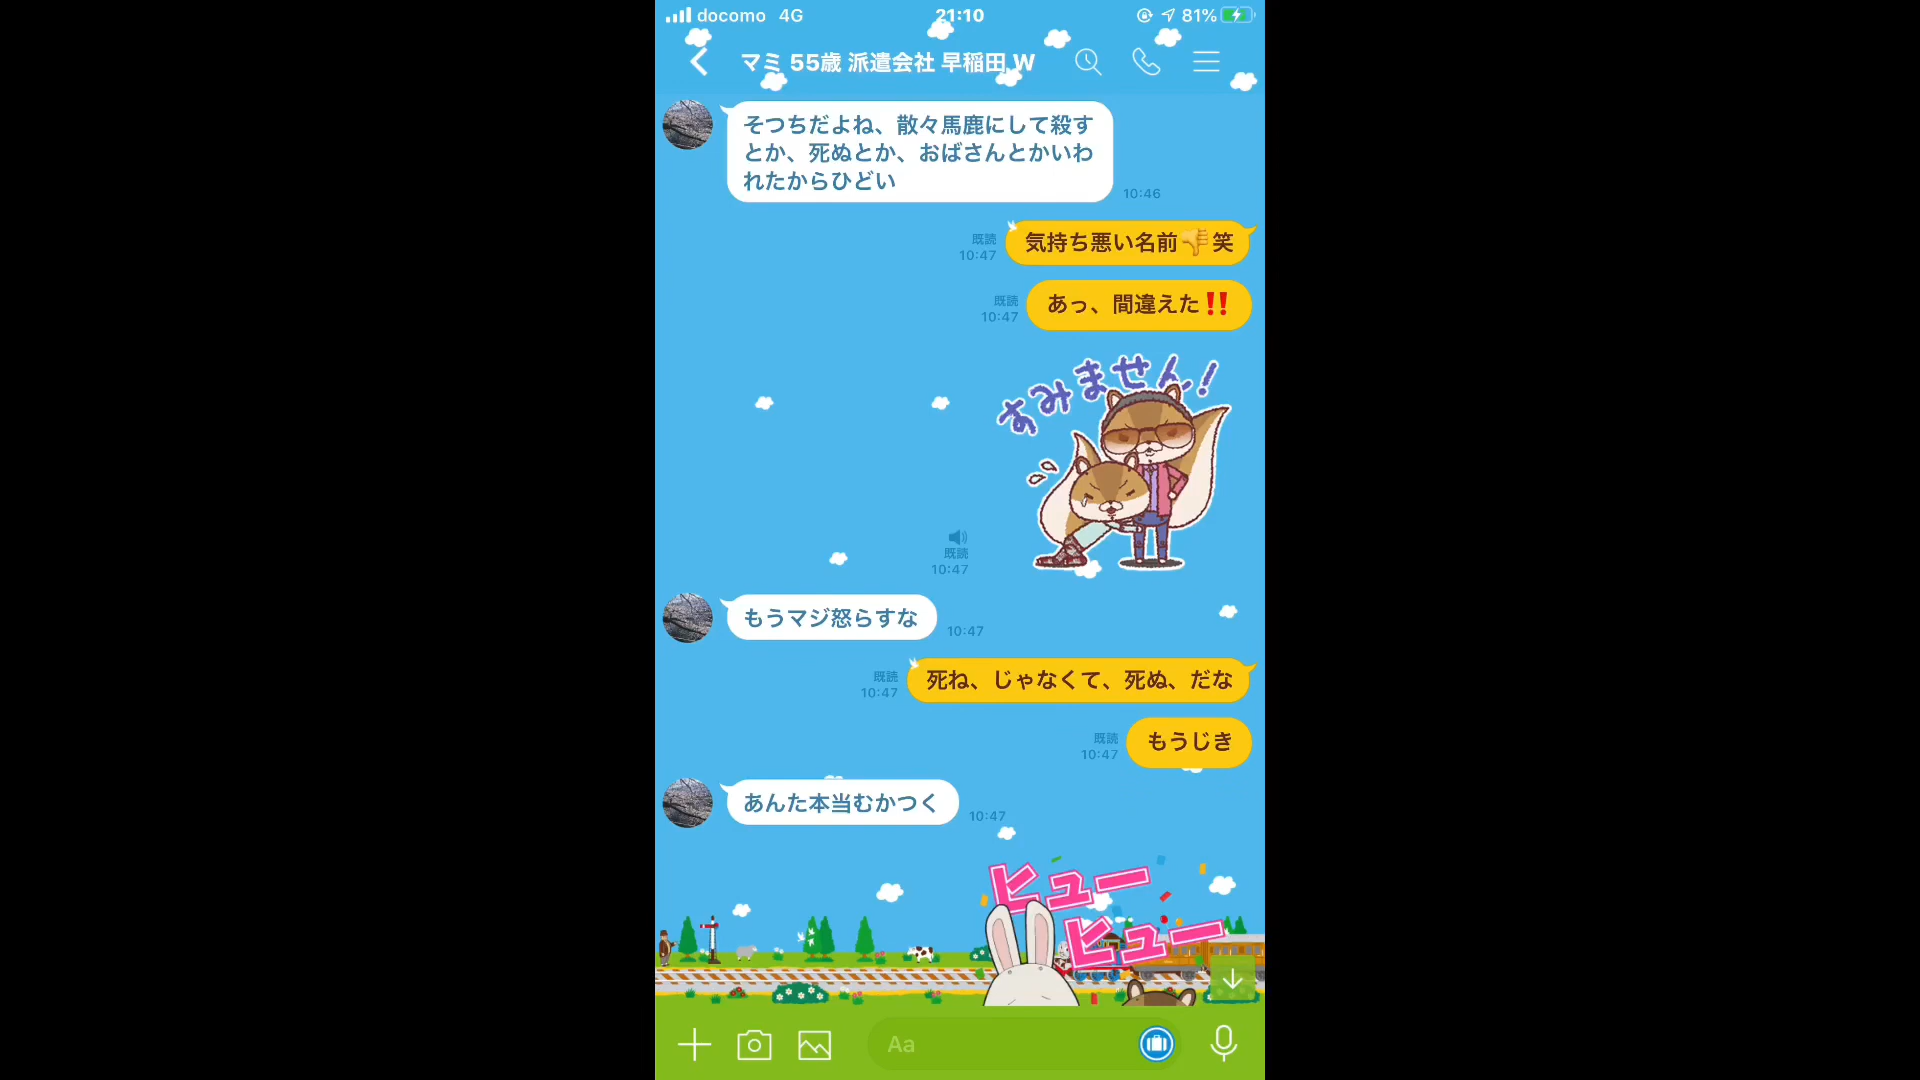 docomo 4G
21:10
81%
マミ 55歳 派遣会社 早稲田 W
そつちだよね、散々馬鹿にして殺す
とか、死ぬとか、おばさんとかいわ
れたからひどい
10:46
気持ち悪い名前👎笑
既読
10:47
あっ、間違えた‼️
既読
10:47
すみません!
既読
10:47
もうマジ怒らすな
10:47
死ね、じゃなくて、死ぬ、だな
既読
10:47
もうじき
既読
10:47
あんた本当むかつく
10:47
ヒュー
ヒュー
Aa